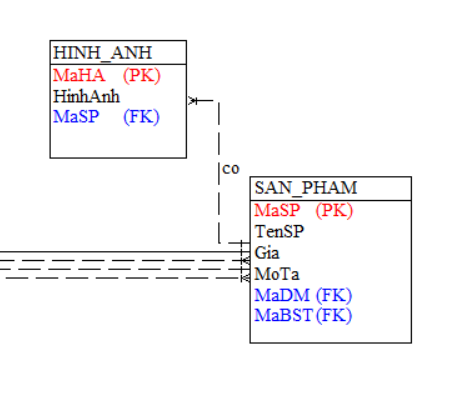 HINH_ANH
MaHA (PK)
HinhAnh
MaSP (FK)
co
SAN_PHAM
MaSP (PK)
TenSP
Gia
MoTa
MaDM (FK)
MaBST (FK)